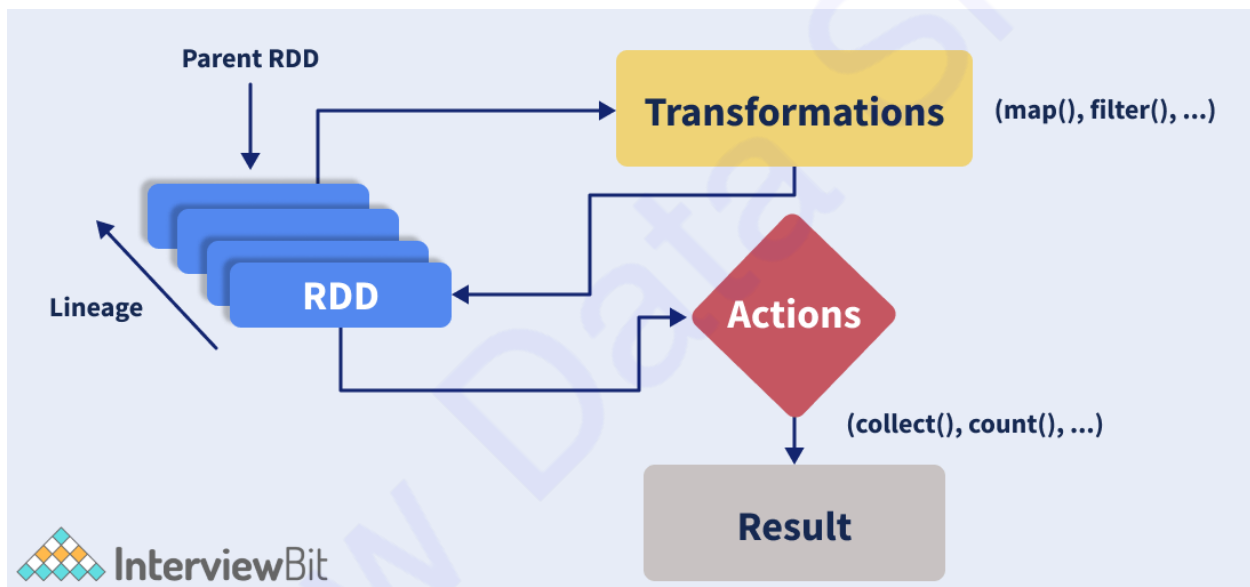 Parent RDD
Transformations
(map(), filter(), ...)
Lineage
RDD
Actions
(collect(), count(), ...)
Result
InterviewBit